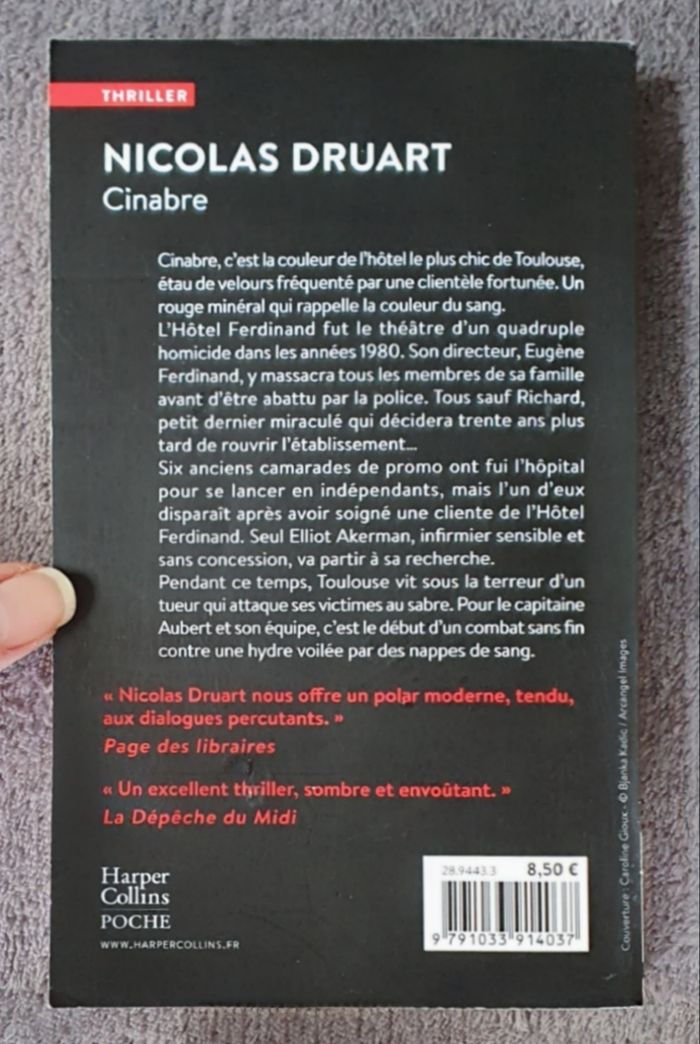 THRILLER
NICOLAS DRUART
Cinabre
Cinabre, c'est la couleur de l'hôtel le plus chic de Toulouse,
étau de velours fréquenté par une clientèle fortunée. Un
rouge minéral qui rappelle la couleur du sang.
L'Hôtel Ferdinand fut le théâtre d'un quadruple
homicide dans les années 1980. Son directeur, Eugène
Ferdinand, y massacra tous les membres de sa famille
avant d'être abattu par la police. Tous sauf Richard,
petit dernier miraculé qui décidera trente ans plus
tard de rouvrir l'établissement...
Six anciens camarades de promo ont fui l'hôpital
pour se lancer en indépendants, mais l'un d'eux
disparaît après avoir soigné une cliente de l'Hôtel
Ferdinand. Seul Elliot Akerman, infirmier sensible et
sans concession, va partir à sa recherche.
Pendant ce temps, Toulouse vit sous la terreur d'un
tueur qui attaque ses victimes au sabre. Pour le capitaine
Aubert et son équipe, c'est le début d'un combat sans fin
contre une hydre voilée par des nappes de sang.
« Nicolas Druart nous offre un polar moderne, tendu,
aux dialogues percutants. »
Page des libraires
« Un excellent thriller, sombre et envoûtant. »
La Dépêche du Midi
Harper
Collins
POCHE
WWW.HARPERCOLLINS.FR
28.9443.3 8,50 €
9 791033 914037
Couverture : Caroline Gioux - © Bjanka Kadic / Arcangel Images